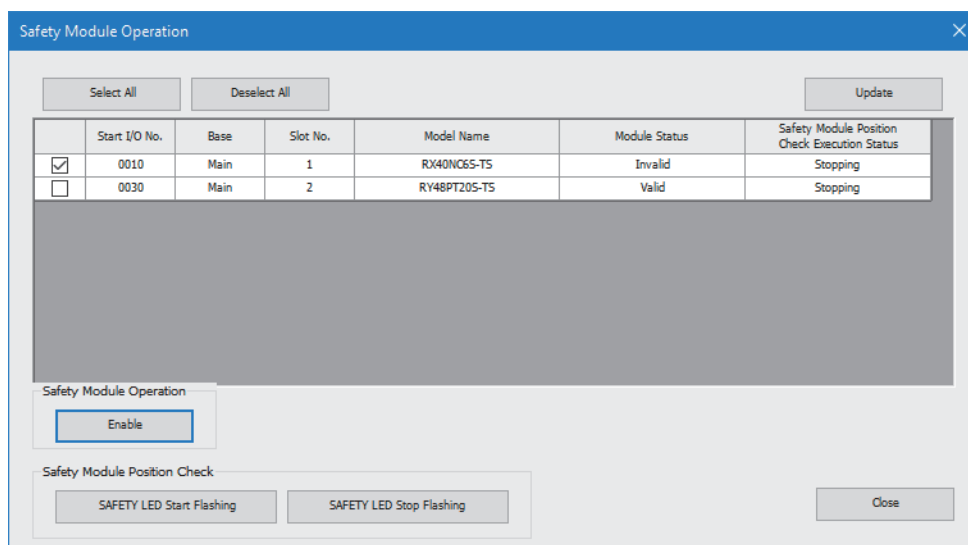 Safety Module Operation
Select All Deselect All Update
Start I/O No. Base Slot No. Model Name Module Status Safety Module Position
Check Execution Status
0010 Main 1 RX40NC6S-TS Invalid Stopping
0030 Main 2 RY48PT20S-TS Valid Stopping
Safety Module Operation
Enable
Safety Module Position Check
SAFETY LED Start Flashing SAFETY LED Stop Flashing Close